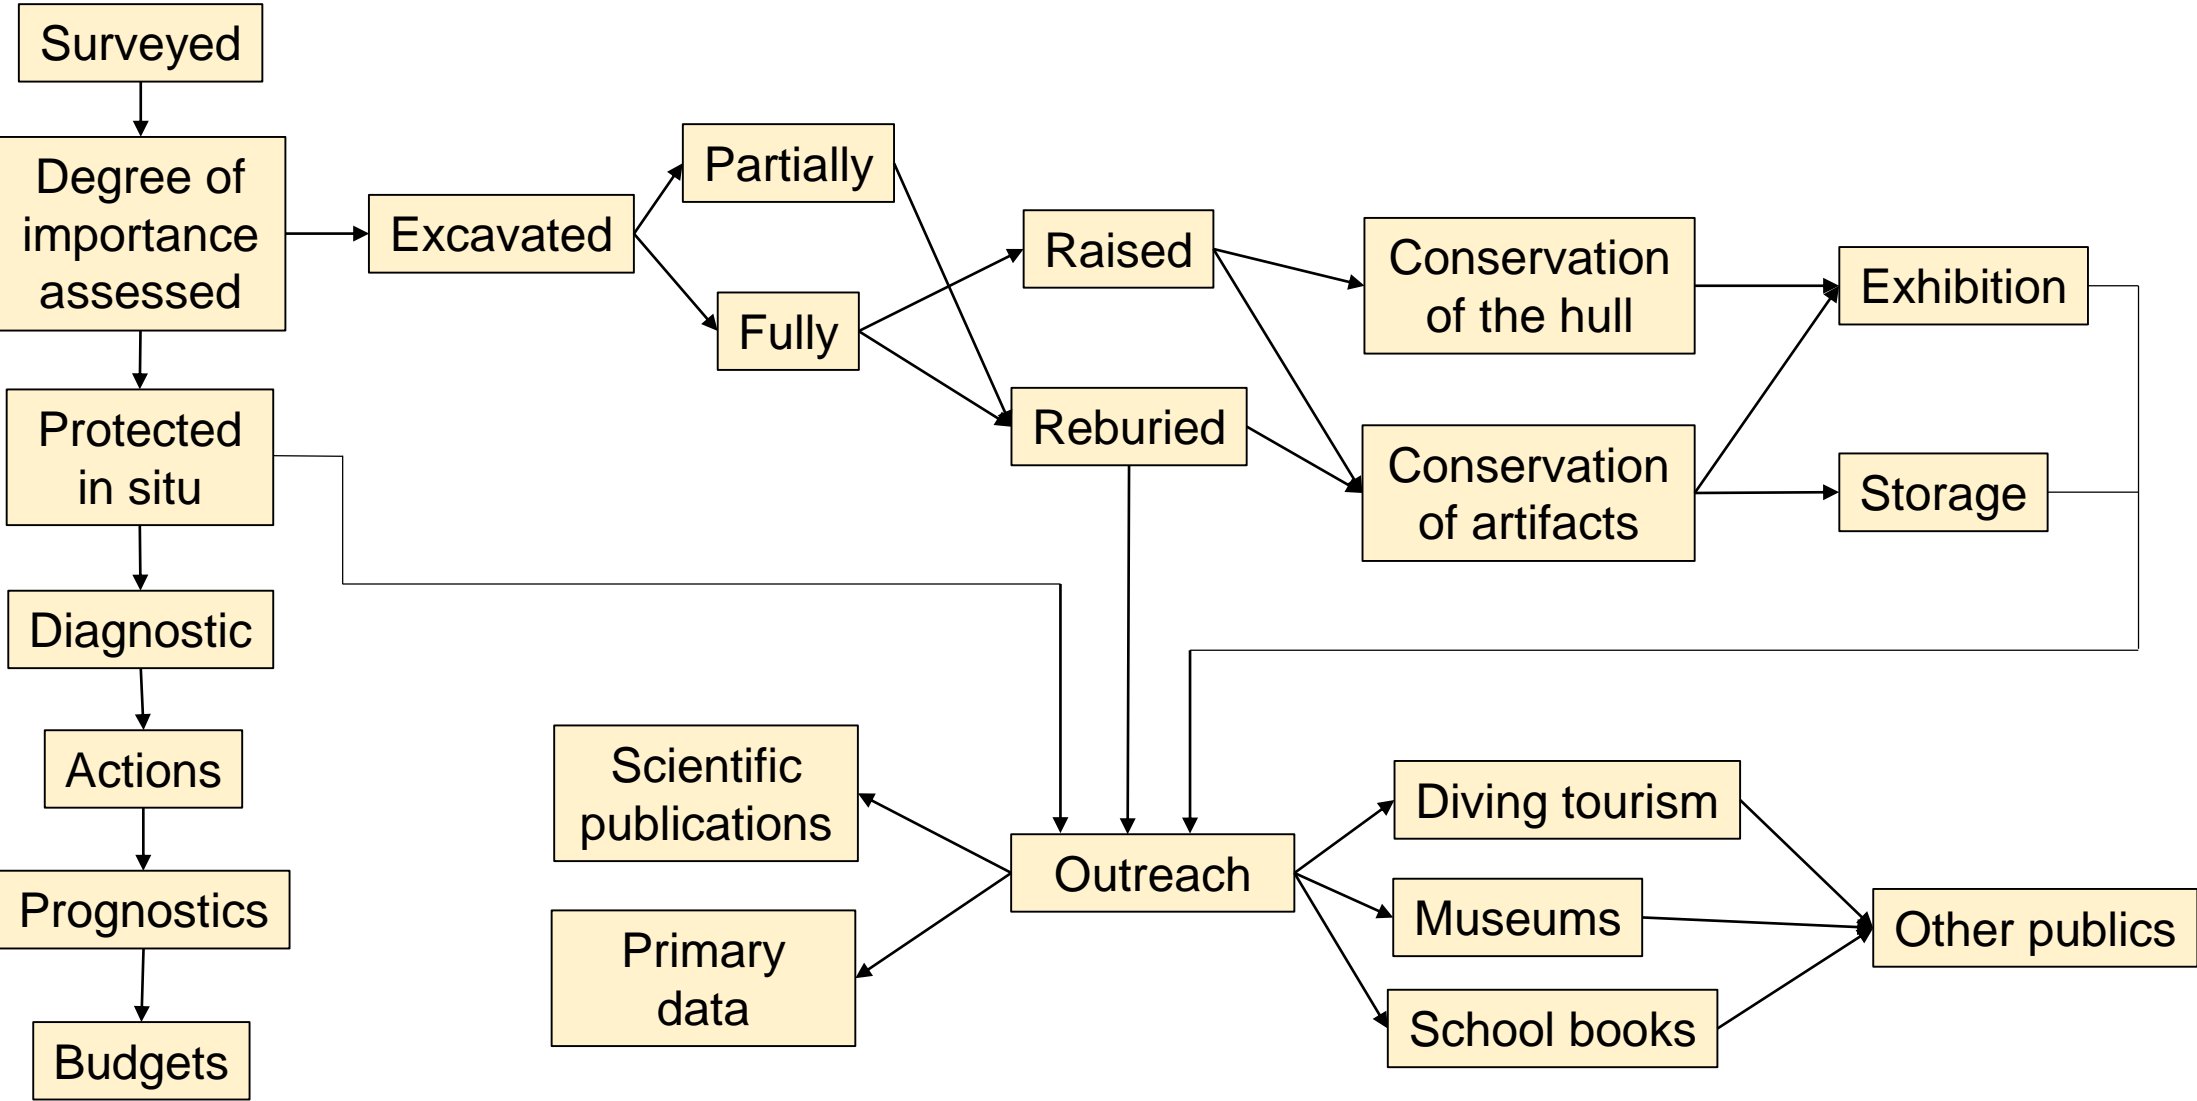 Surveyed
Degree of
importance
assessed
Excavated
Partially
Fully
Raised
Reburied
Conservation
of the hull
Conservation
of artifacts
Exhibition
Storage
Protected
in situ
Diagnostic
Actions
Prognostics
Budgets
Scientific
publications
Primary
data
Outreach
Diving tourism
Museums
School books
Other publics